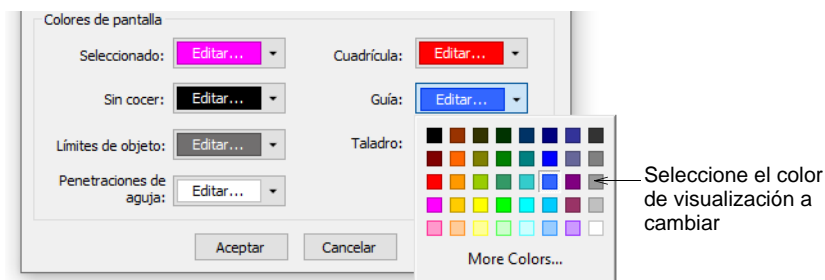 Colores de pantalla
Seleccionado: Editar... Cuadrícula: Editar...
Sin cocer: Editar... Guía: Editar...
Límites de objeto: Editar... Taladro:
Penetraciones de
aguja: Editar...
Seleccione el color
de visualización a
cambiar
Aceptar Cancelar
More Colors...